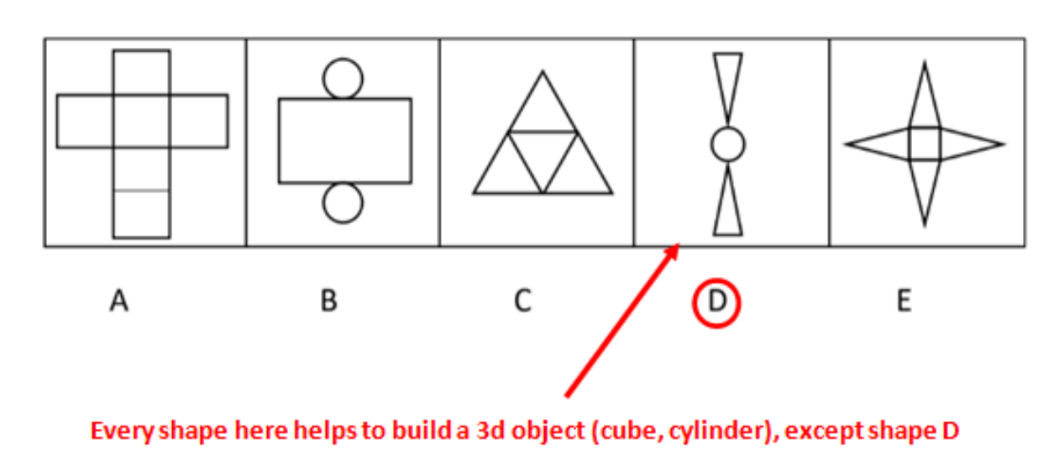 A B C D E
Every shape here helps to build a 3d object (cube, cylinder), except shape D